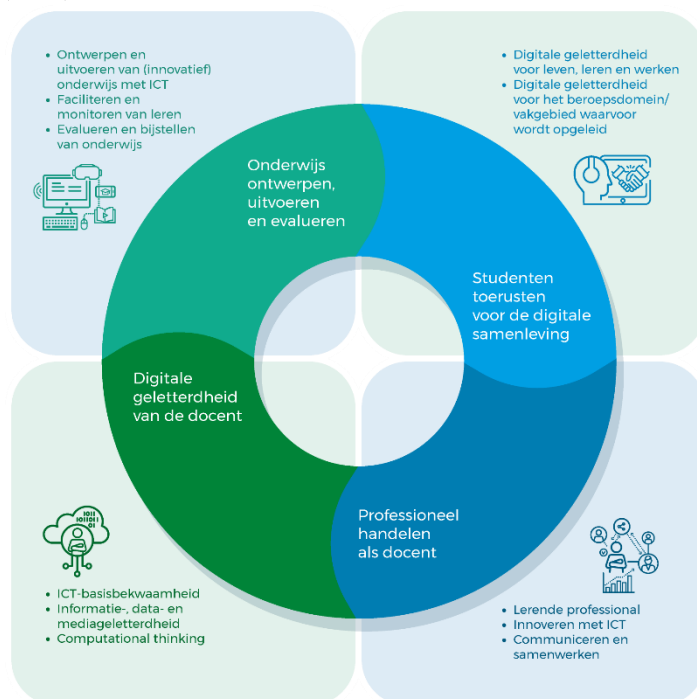 • Ontwerpen en
uitvoeren van (innovatief)
onderwijs met ICT
• Faciliteren en
monitoren van leren
• Evalueren en bijstellen
van onderwijs
• Digitale geletterdheid
voor leven, leren en werken
• Digitale geletterdheid
voor het beroepsdomein/
vakgebied waarvoor
wordt opgeleid
Onderwijs
ontwerpen,
uitvoeren
en evalueren
Studenten
toerusten
voor de digitale
samenleving
Digitale
geletterdheid
van de docent
Professioneel
handelen
als docent
1011
1011011
01
• ICT-basisbekwaamheid
• Informatie-, data- en
mediageletterdheid
• Computational thinking
• Lerende professional
• Innoveren met ICT
• Communiceren en
samenwerken